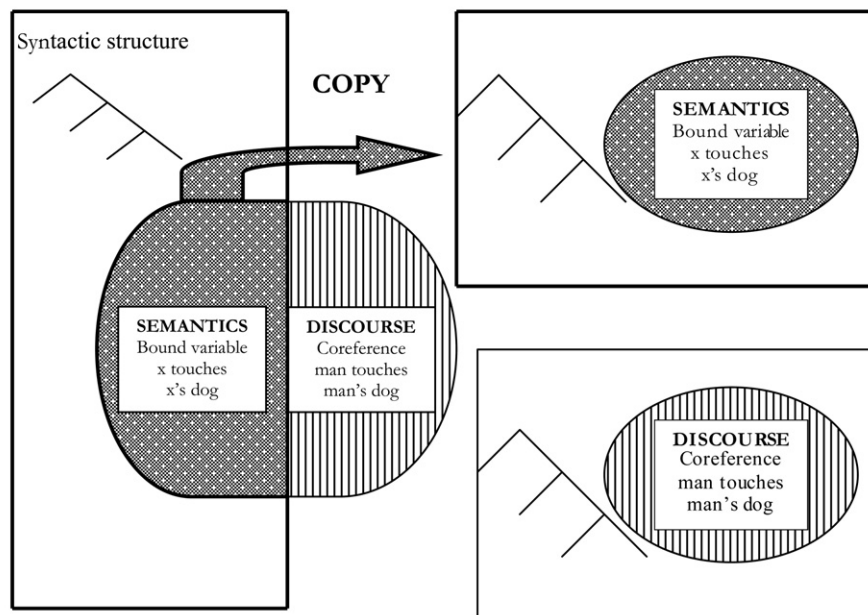 Syntactic structure
COPY
SEMANTICS
Bound variable
x touches
x's dog
DISCOURSE
Coreference
man touches
man's dog
SEMANTICS
Bound variable
x touches
x's dog
DISCOURSE
Coreference
man touches
man's dog